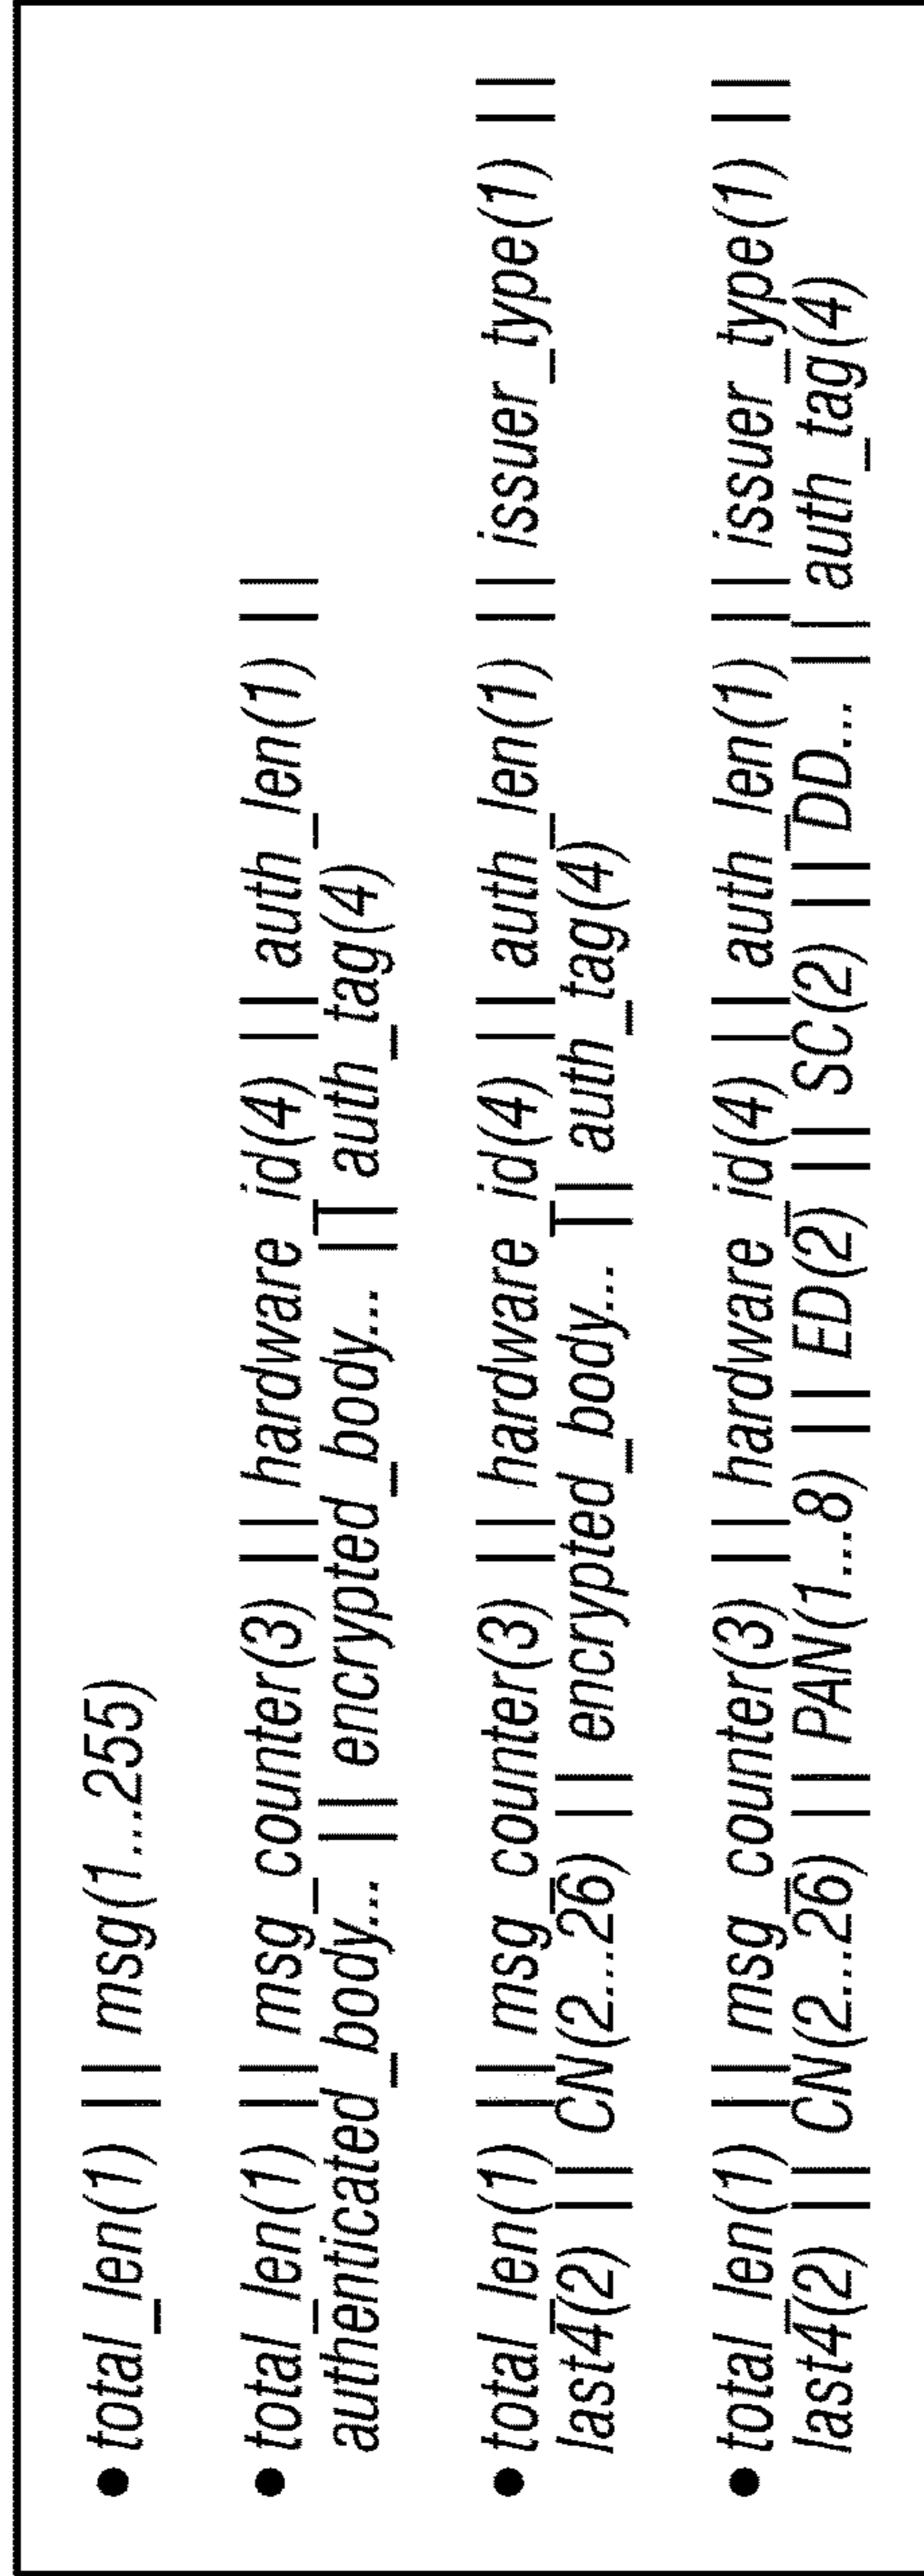 • total_len(1) || msg(1...255)
• total_len(1) || msg_counter(3) || hardware_id(4) || auth_len(1) ||
authenticated_body... || encrypted_body... || auth_tag(4)
• total_len(1) || msg_counter(3) || hardware_id(4) || auth_len(1) || issuer_type(1) ||
last4(2) || CN(2...26) || encrypted_body... || auth_tag(4)
• total_len(1) || msg_counter(3) || hardware_id(4) || auth_len(1) || issuer_type(1) ||
last4(2) || CN(2...26) || PAN(1...8) || ED(2) || SC(2) || DD... || auth_tag(4)